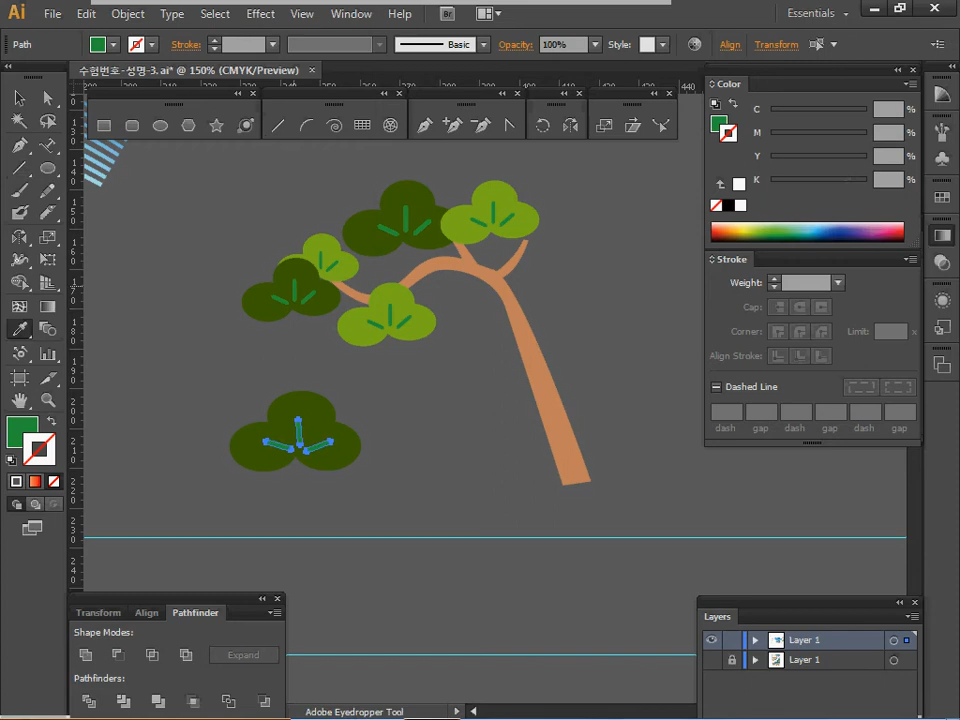 Ai File Edit Object Type Select Effect View Window Help Br Essentials
Path Stroke: Basic Opacity: 100% Style: Align Transform
수험번호-성명-3.ai* @ 150% (CMYK/Preview)
440
Color
C %
M %
Y %
K %
Stroke
Weight:
Cap:
Corner: Limit: x
Align Stroke:
Dashed Line
dash gap dash gap dash gap
Transform Align Pathfinder
Shape Modes:
Expand
Pathfinders:
Layers
Layer 1
Layer 1
Adobe Eyedropper Tool